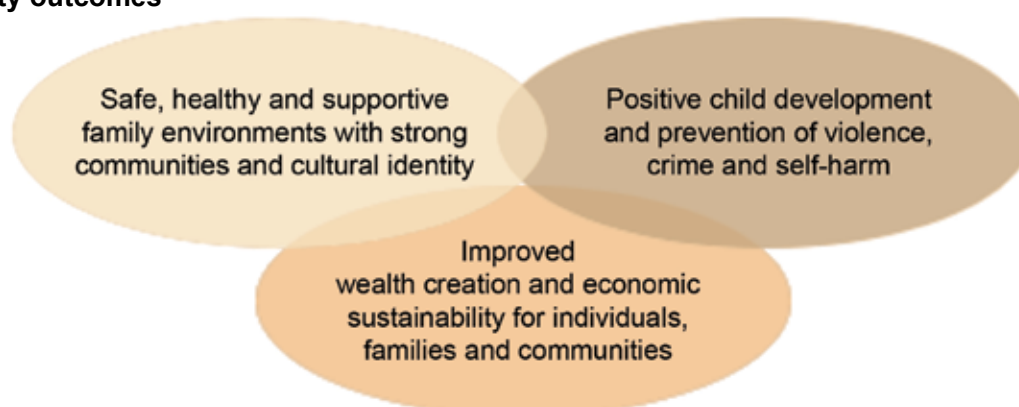 outcomes
Safe, healthy and supportive
family environments with strong
communities and cultural identity
Positive child development
and prevention of violence,
crime and self-harm
Improved
wealth creation and economic
sustainability for individuals,
families and communities